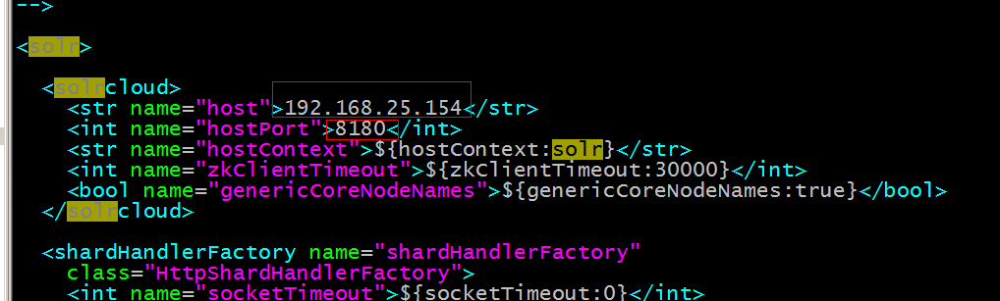 -->
<solr>
<solrcloud>
<str name="host">192.168.25.154</str>
<int name="hostPort">8180</int>
<str name="hostContext">${hostContext:solr}</str>
<int name="zkClientTimeout">${zkClientTimeout:30000}</int>
<bool name="genericCoreNodeNames">${genericCoreNodeNames:true}</bool>
</solrcloud>
<shardHandlerFactory name="shardHandlerFactory"
class="HttpShardHandlerFactory">
<int name="socketTimeout">${socketTimeout:0}</int>